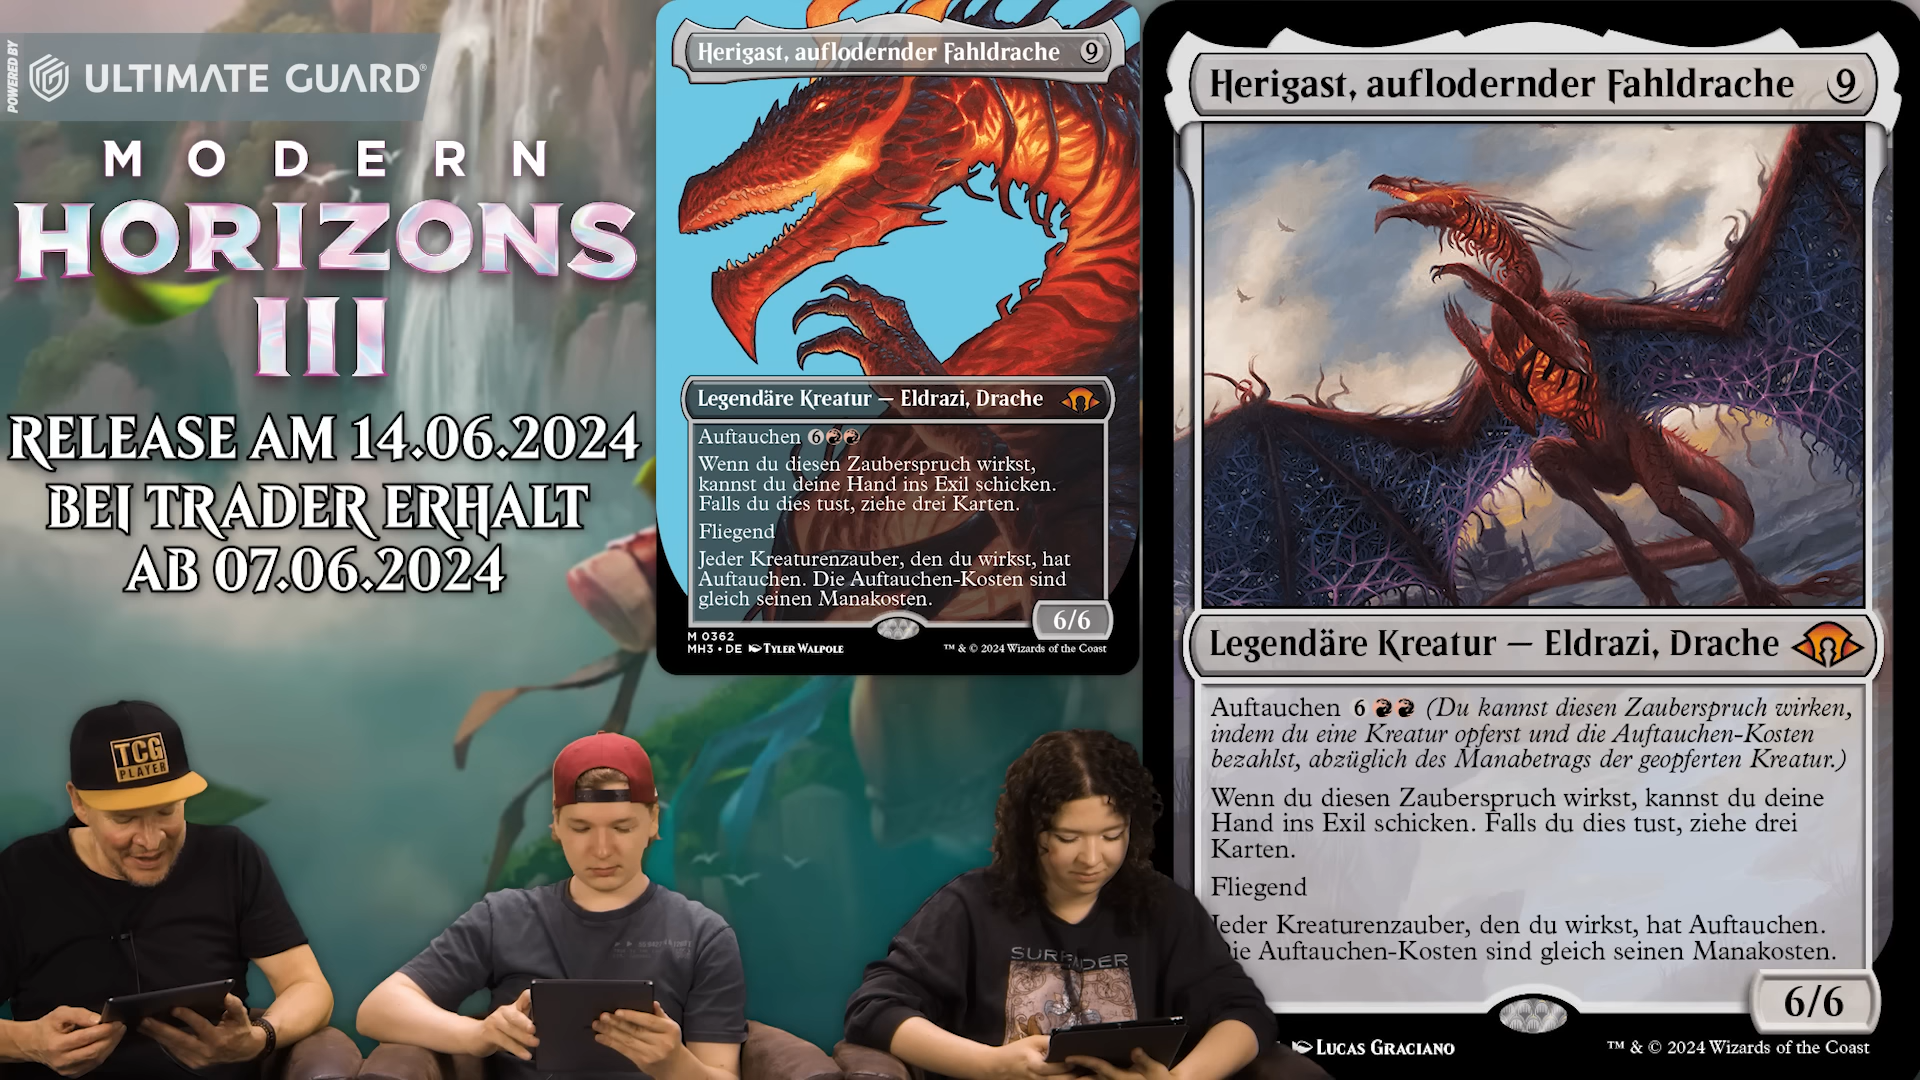 POWERED BY
ULTIMATE GUARD®
MODERN
HORIZONS
III
RELEASE AM 14.06.2024
BEI TRADER ERHALT
AB 07.06.2024
Herigast, auflodernder Fahldrache 9
Legendäre Kreatur — Eldrazi, Drache
Auftauchen 6
Wenn du diesen Zauberspruch wirkst,
kannst du deine Hand ins Exil schicken.
Falls du dies tust, ziehe drei Karten.
Fliegend
Jeder Kreaturenzauber, den du wirkst, hat
Auftauchen. Die Auftauchen-Kosten sind
gleich seinen Manakosten.
6/6
M 0362
MH3 • DE TYLER WALPOLE
™ & © 2024 Wizards of the Coast
Herigast, auflodernder Fahldrache 9
Legendäre Kreatur — Eldrazi, Drache
Auftauchen 6 (Du kannst diesen Zauberspruch wirken,
indem du eine Kreatur opferst und die Auftauchen-Kosten
bezahlst, abzüglich des Manabetrags der geopferten Kreatur.)
Wenn du diesen Zauberspruch wirkst, kannst du deine
Hand ins Exil schicken. Falls du dies tust, ziehe drei
Karten.
Fliegend
Jeder Kreaturenzauber, den du wirkst, hat Auftauchen.
Die Auftauchen-Kosten sind gleich seinen Manakosten.
6/6
LUCAS GRACIANO
™ & © 2024 Wizards of the Coast
TCG
PLAYER